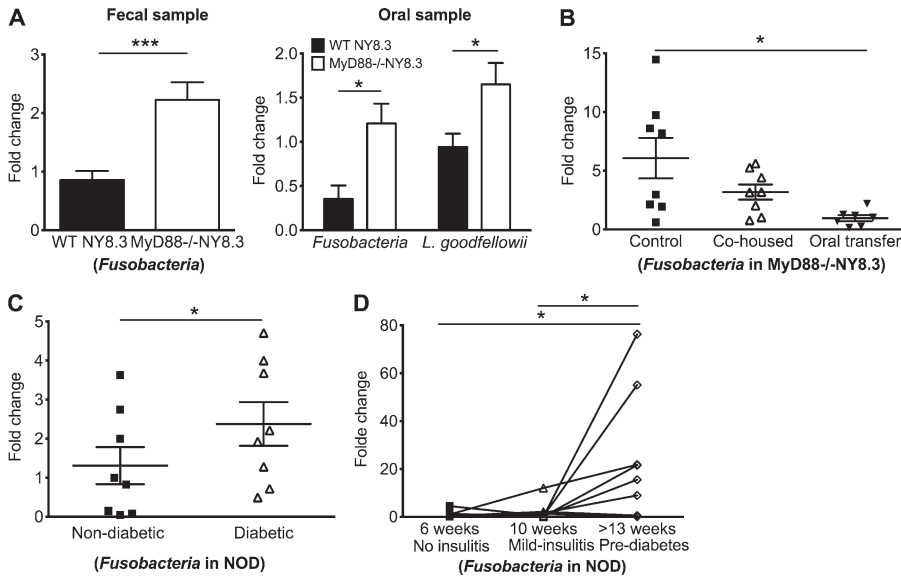 A
Fecal sample
Oral sample
B
Fold change
3
2
1
0
***
WT NY8.3 MyD88-/-NY8.3
(Fusobacteria)
Fold change
2.0
1.5
1.0
0.5
0.0
WT NY8.3
MyD88-/-NY8.3
*
*
Fusobacteria L. goodfellowii
Fold change
15
10
5
0
*
Control Co-housed Oral transfer
(Fusobacteria in MyD88-/-NY8.3)
C
Fold change
5
4
3
2
1
0
*
Non-diabetic Diabetic
(Fusobacteria in NOD)
D
Folde change
80
60
40
20
0
*
*
6 weeks 10 weeks >13 weeks
No insulitis Mild-insulitis Pre-diabetes
(Fusobacteria in NOD)